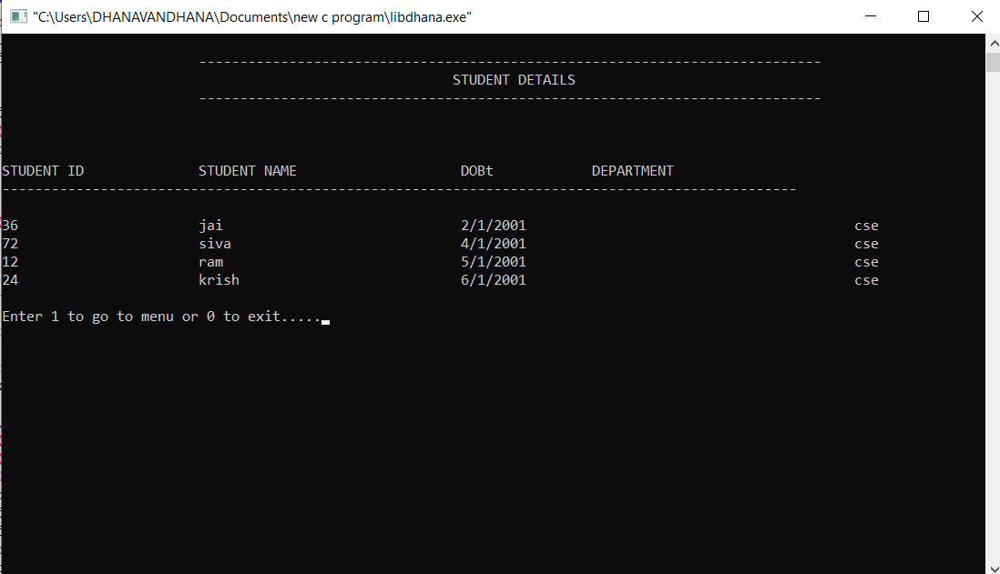 "C:\Users\DHANAVANDHANA\Documents\new c program\libdhana.exe"
----------------------------------------------------------------------------
STUDENT DETAILS
----------------------------------------------------------------------------
STUDENT ID STUDENT NAME DOBt DEPARTMENT
-------------------------------------------------------------------------------------------------
36 jai 2/1/2001 cse
72 siva 4/1/2001 cse
12 ram 5/1/2001 cse
24 krish 6/1/2001 cse
Enter 1 to go to menu or 0 to exit.....